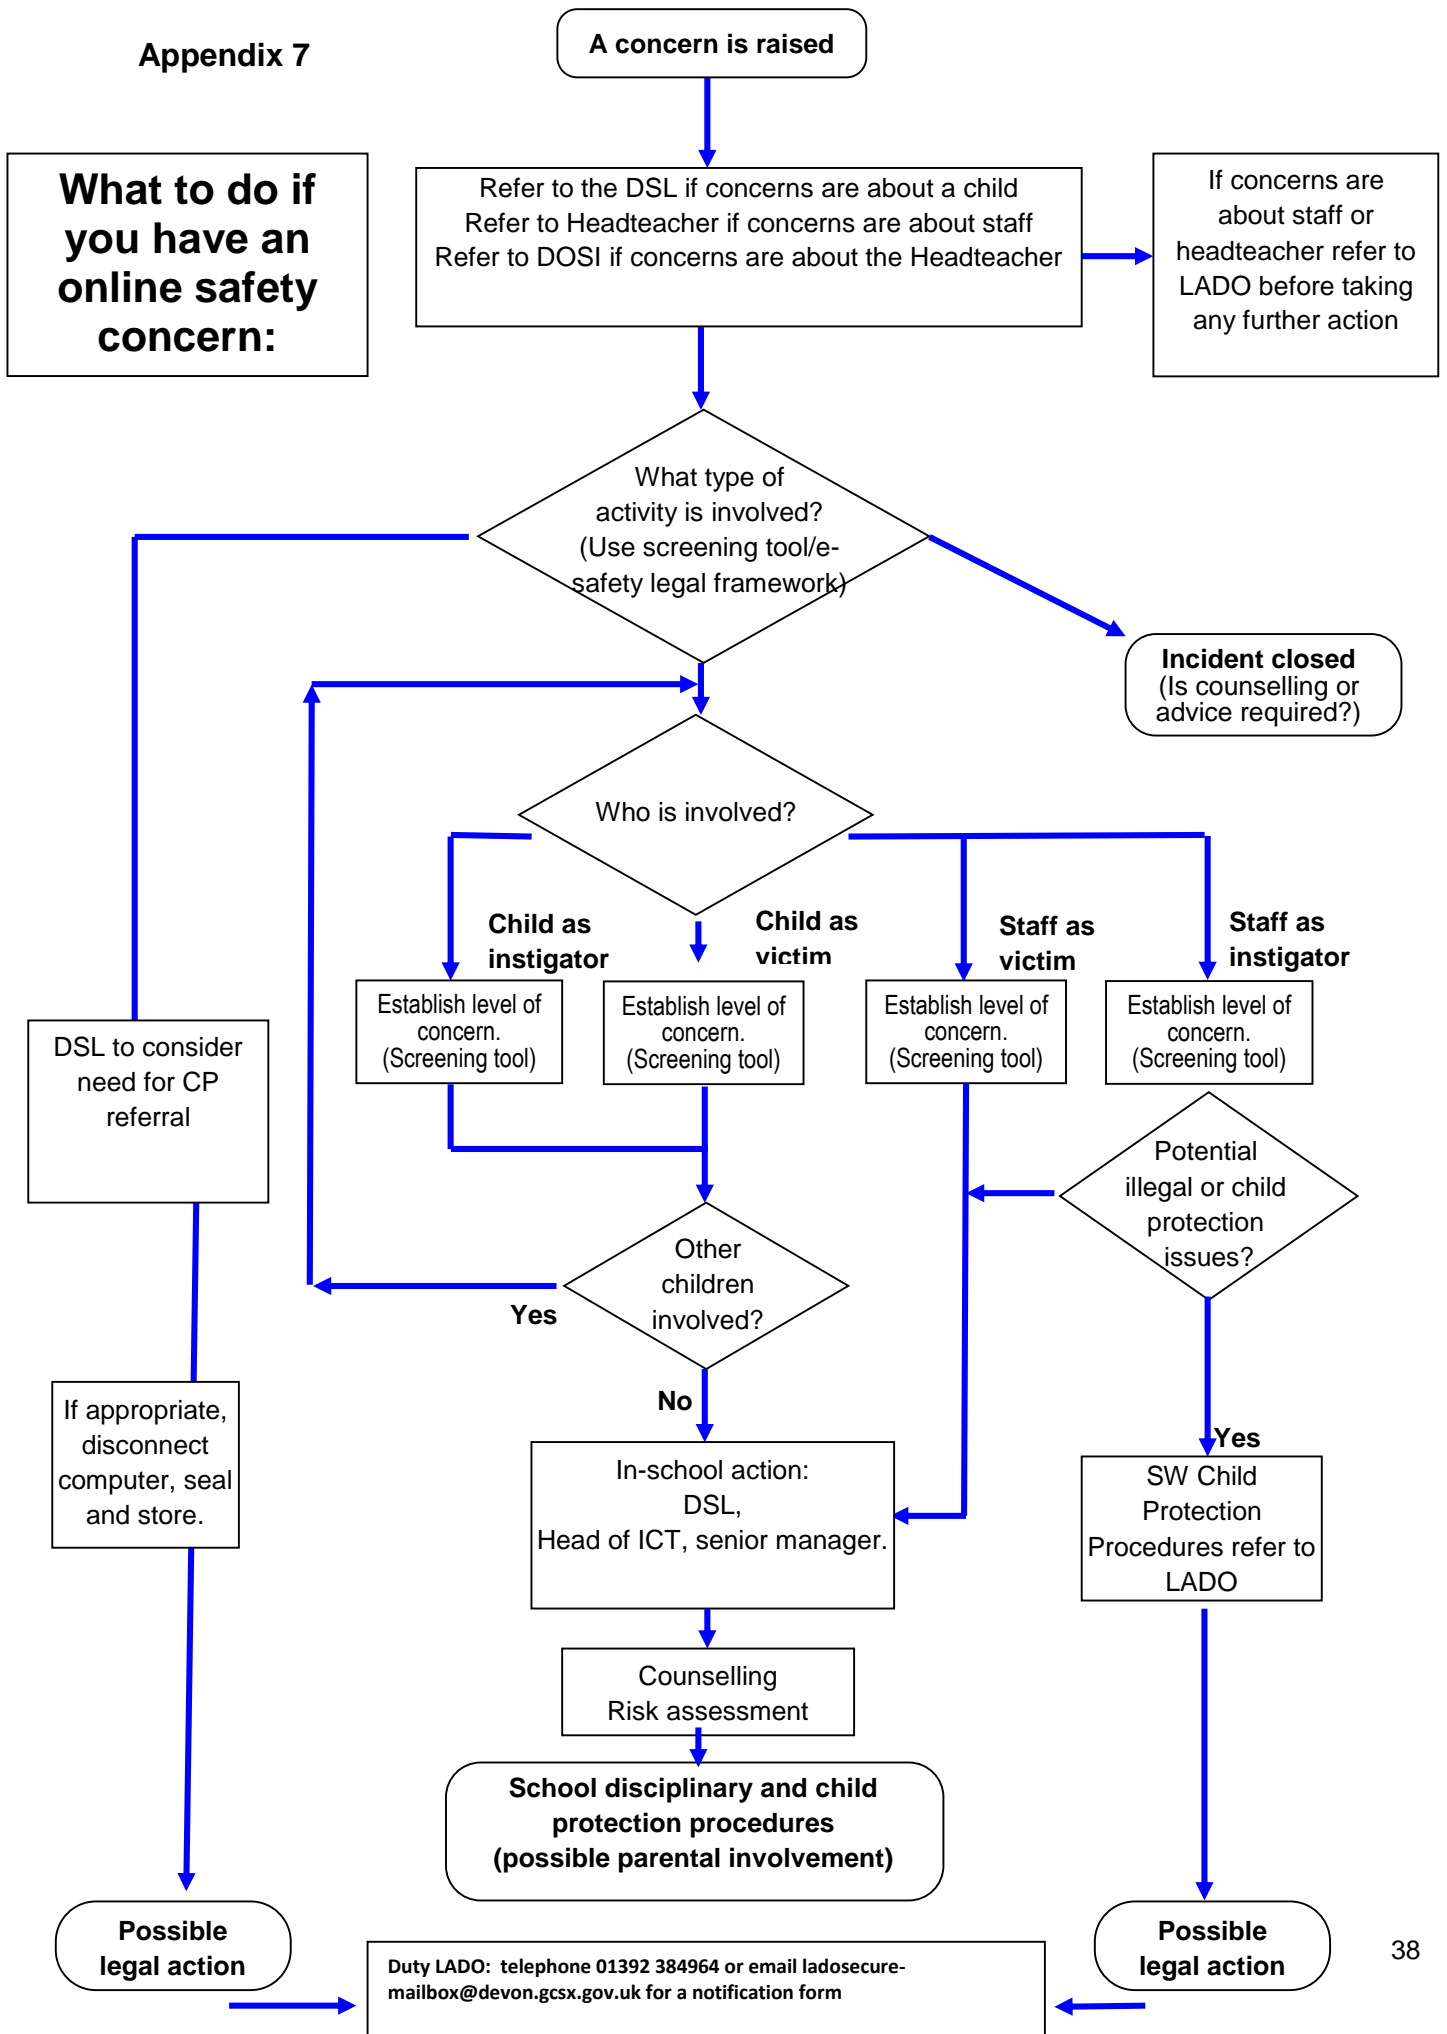 Appendix 7
A concern is raised
What to do if
you have an
online safety
concern:
Refer to the DSL if concerns are about a child
Refer to Headteacher if concerns are about staff
Refer to DOSI if concerns are about the Headteacher
If concerns are
about staff or
headteacher refer to
LADO before taking
any further action
What type of
activity is involved?
(Use screening tool/e-
safety legal framework)
Incident closed
(Is counselling or
advice required?)
Who is involved?
Child as
instigator
Child as
victim
Staff as
victim
Staff as
instigator
Establish level of
concern.
(Screening tool)
Establish level of
concern.
(Screening tool)
Establish level of
concern.
(Screening tool)
Establish level of
concern.
(Screening tool)
DSL to consider
need for CP
referral
Potential
illegal or child
protection
issues?
Other
children
involved?
Yes
No
If appropriate,
disconnect
computer, seal
and store.
In-school action:
DSL,
Head of ICT, senior manager.
Yes
SW Child
Protection
Procedures refer to
LADO
Counselling
Risk assessment
School disciplinary and child
protection procedures
(possible parental involvement)
Possible
legal action
Possible
legal action
38
Duty LADO: telephone 01392 384964 or email ladosecure-
mailbox@devon.gcsx.gov.uk for a notification form